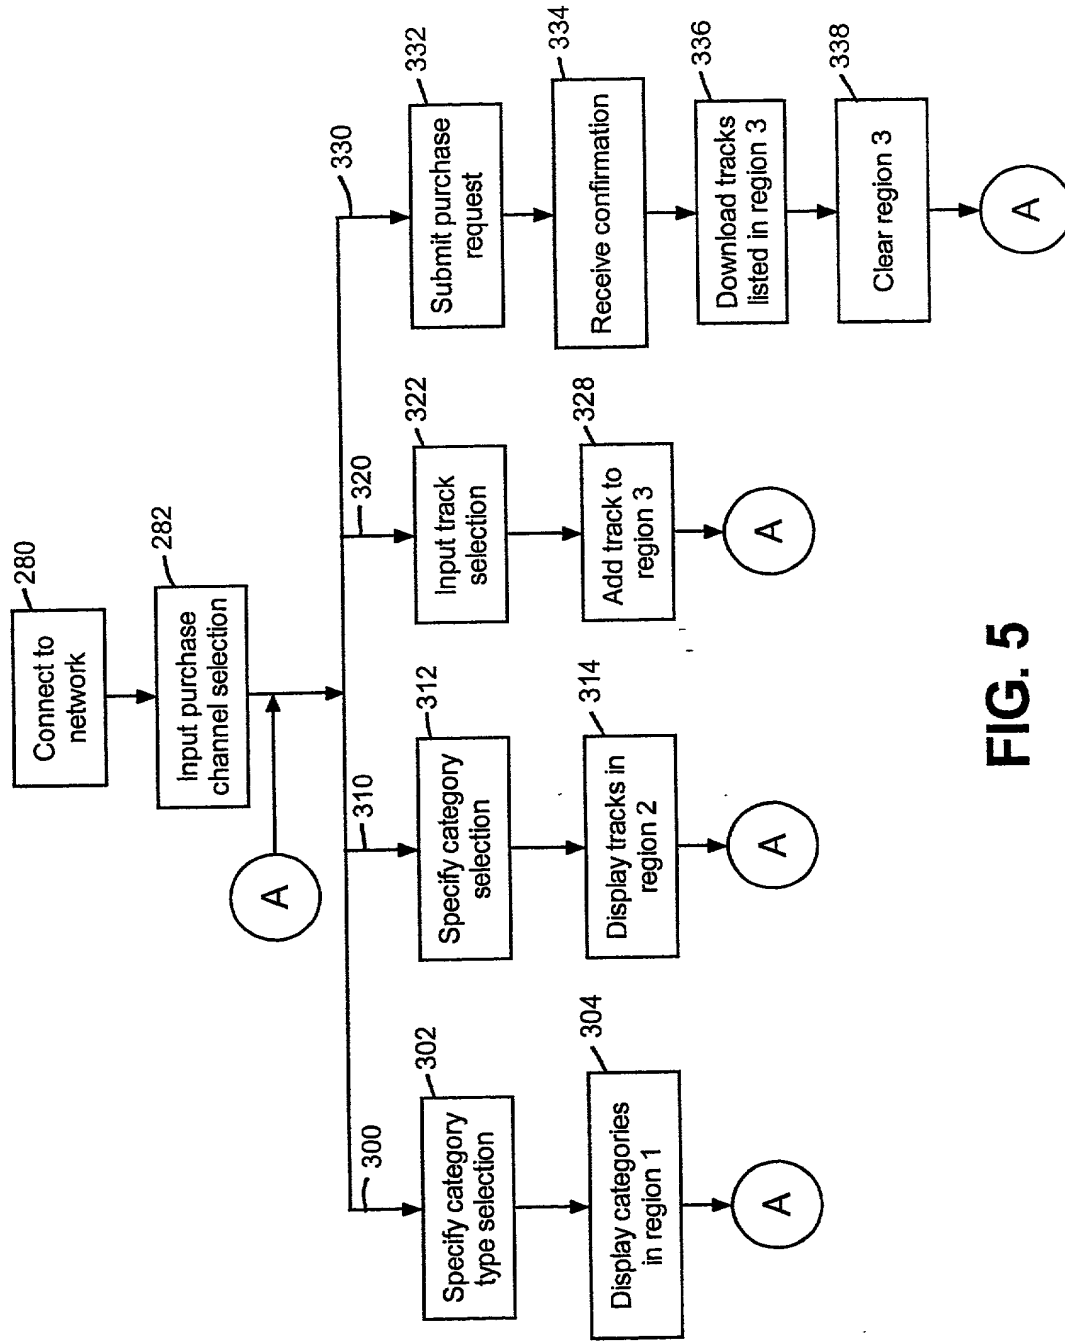 280
Connect to
network
282
Input purchase
channel selection
A
300
302
Specify category
type selection
304
Display categories
in region 1
A
310
312
Specify category
selection
314
Display tracks in
region 2
A
320
322
Input track
selection
328
Add track to
region 3
A
330
332
Submit purchase
request
334
Receive confirmation
336
Download tracks
listed in region 3
338
Clear region 3
A
FIG. 5